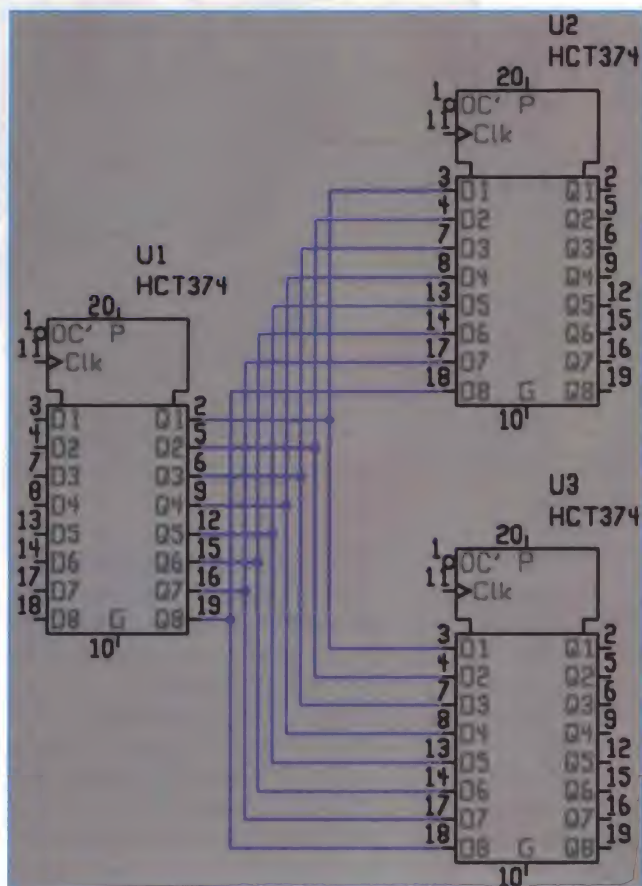 U2
HCT374
20
1 OC' P
11 Clk
3 D1 Q1 2
4 D2 Q2 5
7 D3 Q3 6
8 D4 Q4 9
13 D5 Q5 12
14 D6 Q6 15
17 D7 Q7 16
18 D8 G Q8 19
10
U1
HCT374
20
1 OC' P
11 Clk
3 D1 Q1 2
4 D2 Q2 5
7 D3 Q3 6
8 D4 Q4 9
13 D5 Q5 12
14 D6 Q6 15
17 D7 Q7 16
18 D8 G Q8 19
10
U3
HCT374
20
1 OC' P
11 Clk
3 D1 Q1 2
4 D2 Q2 5
7 D3 Q3 6
8 D4 Q4 9
13 D5 Q5 12
14 D6 Q6 15
17 D7 Q7 16
18 D8 G Q8 19
10